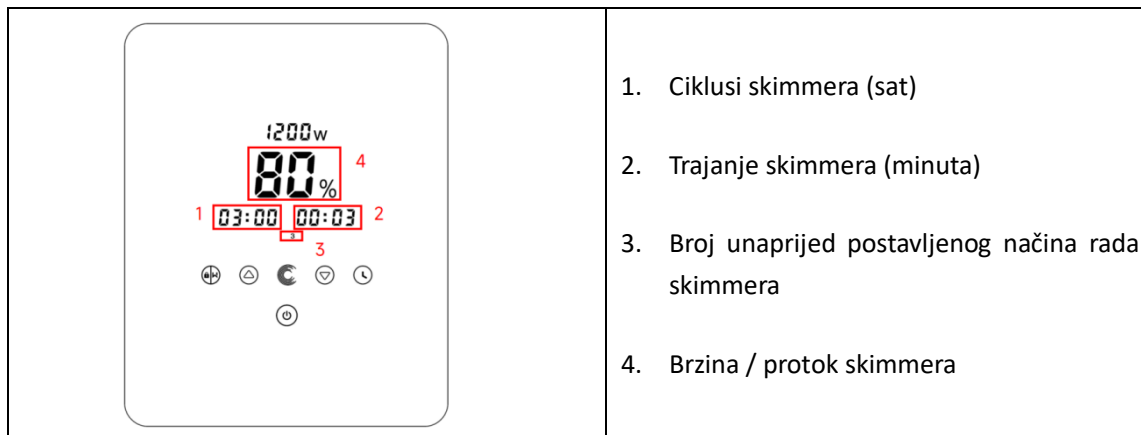 1200w
80% 4
1 03:00 00:03 2
3
3
H
1. Ciklusi skimmera (sat)
2. Trajanje skimmera (minuta)
3. Broj unaprijed postavljenog načina rada
skimmera
4. Brzina / protok skimmera